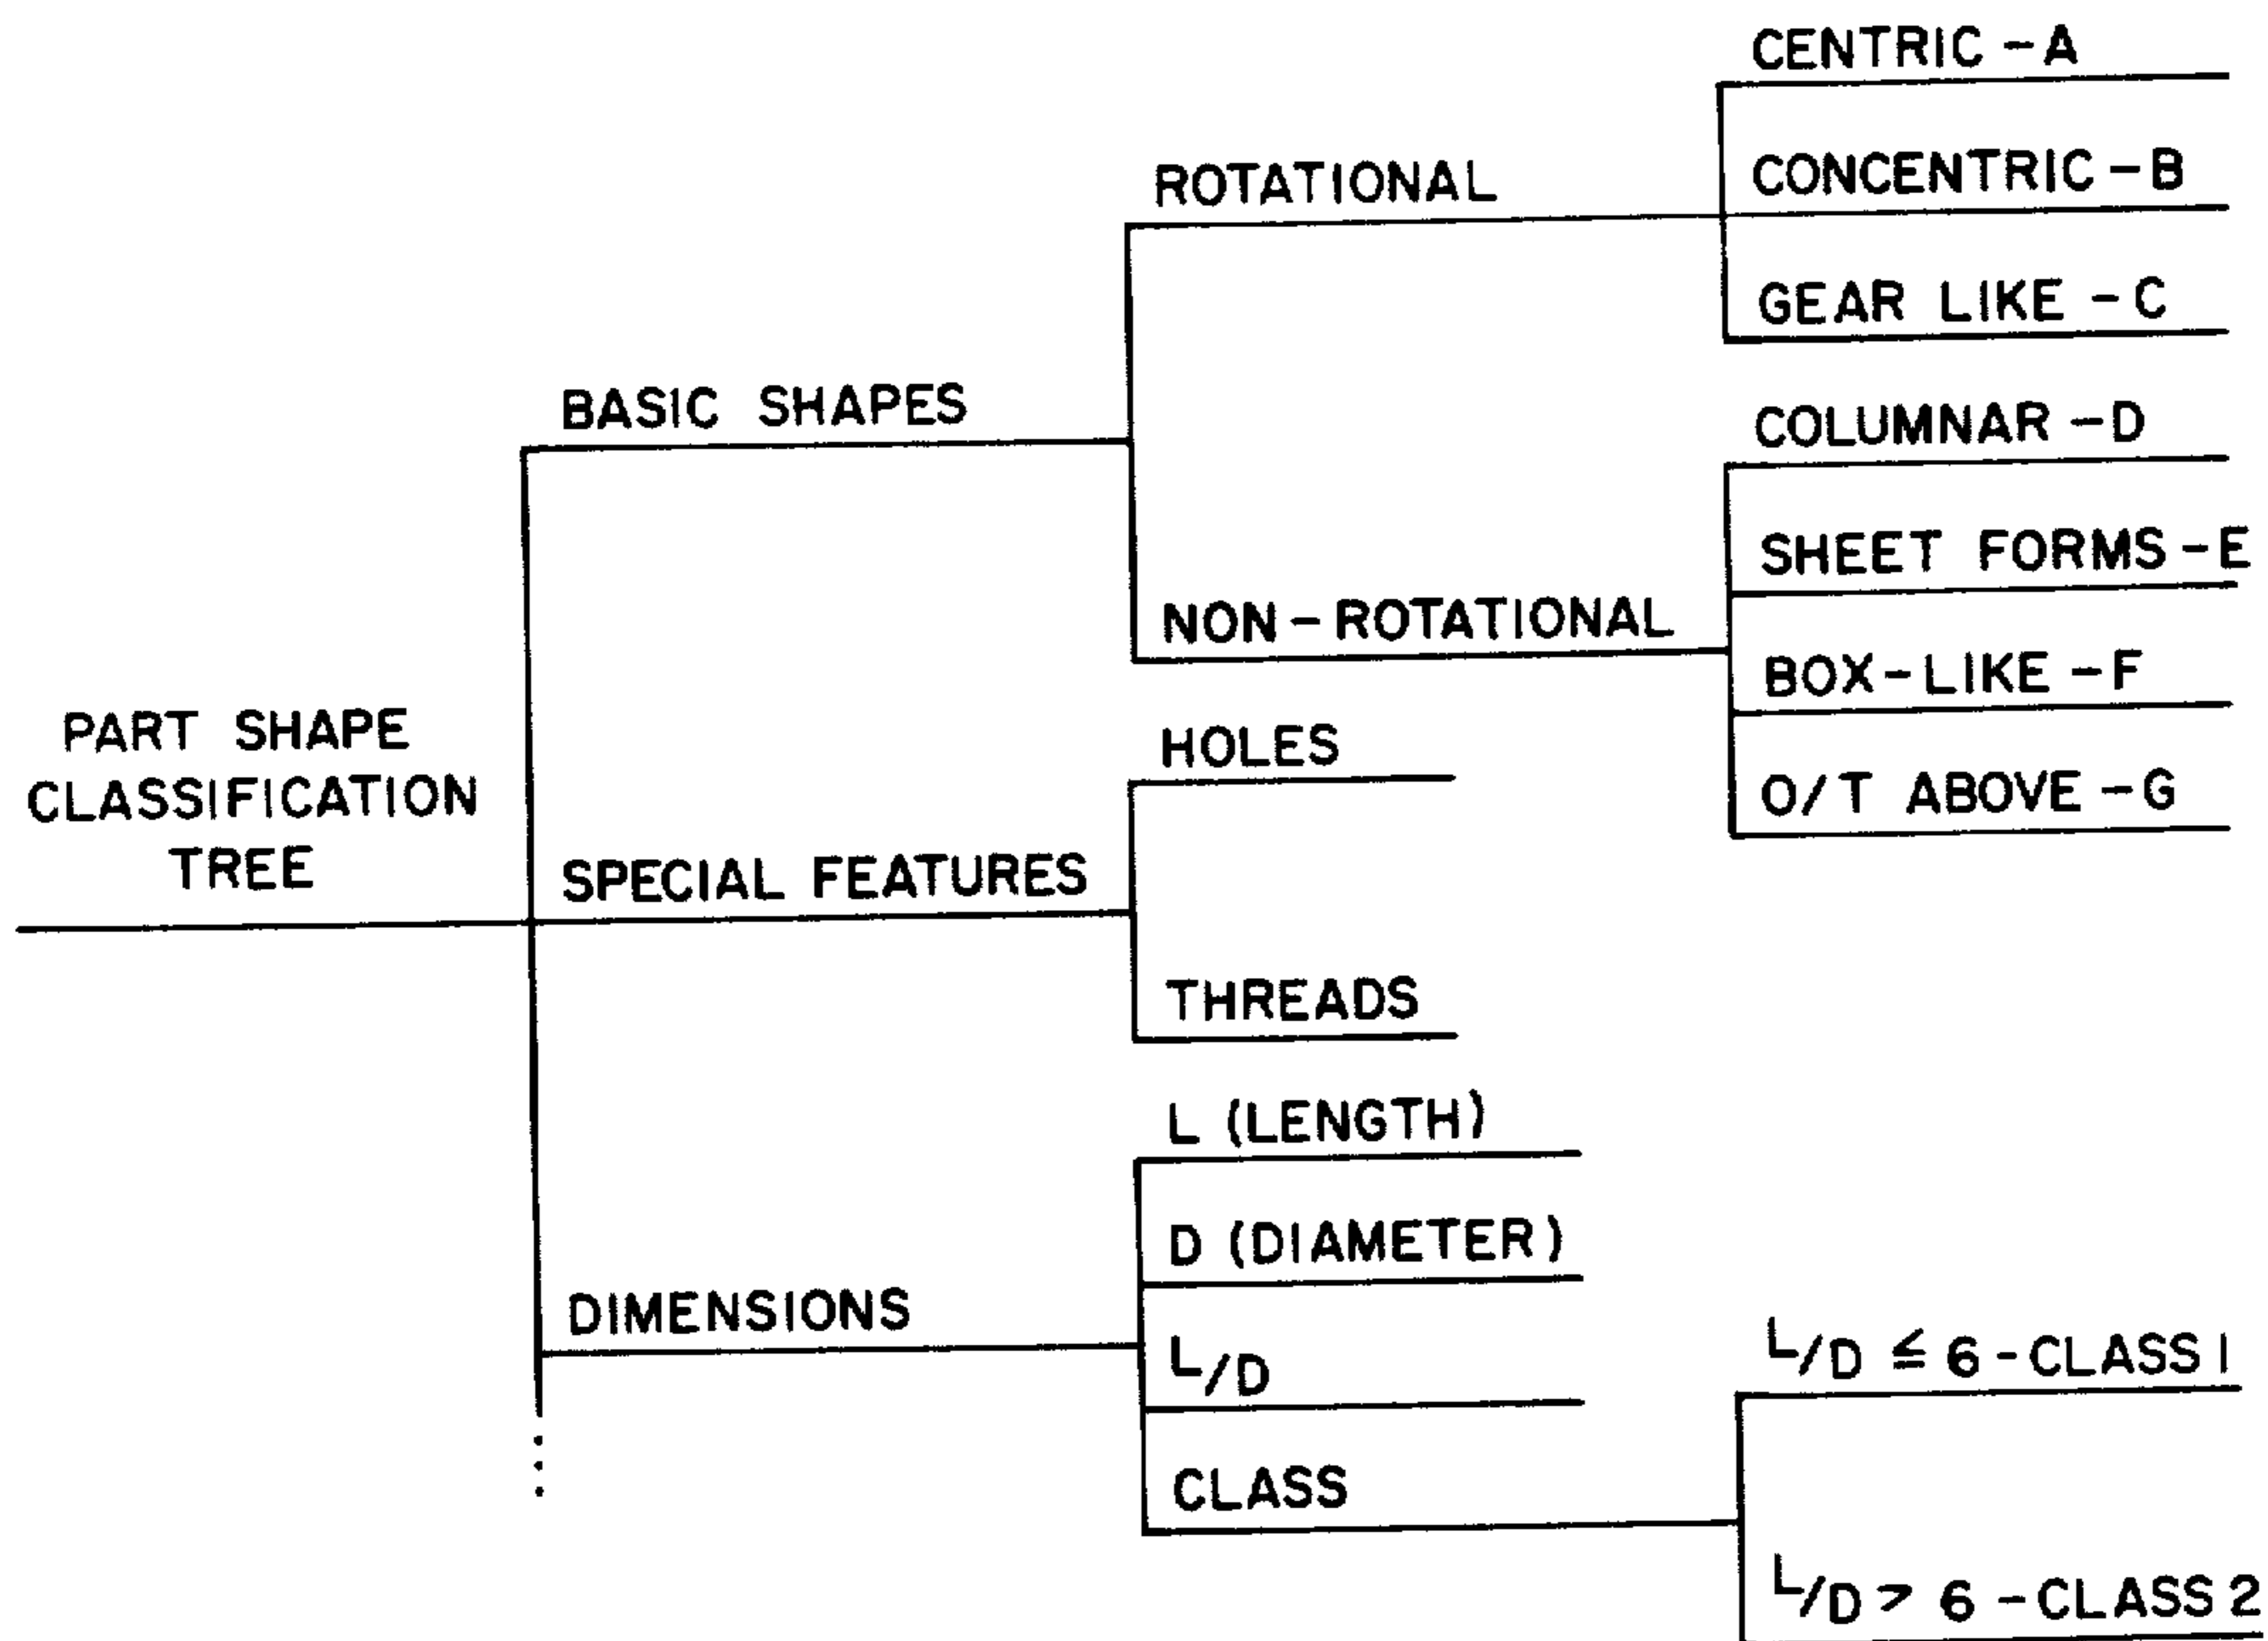 CENTRIC - A
CONCENTRIC - B
ROTATIONAL
GEAR LIKE - C
BASIC SHAPES
COLUMNAR - D
SHEET FORMS - E
NON - ROTATIONAL
BOX - LIKE - F
PART SHAPE
CLASSIFICATION
TREE
HOLES
O/T ABOVE - G
SPECIAL FEATURES
THREADS
L (LENGTH)
D (DIAMETER)
DIMENSIONS
L/D
L/D ≦ 6 - CLASS 1
CLASS
L/D > 6 - CLASS 2